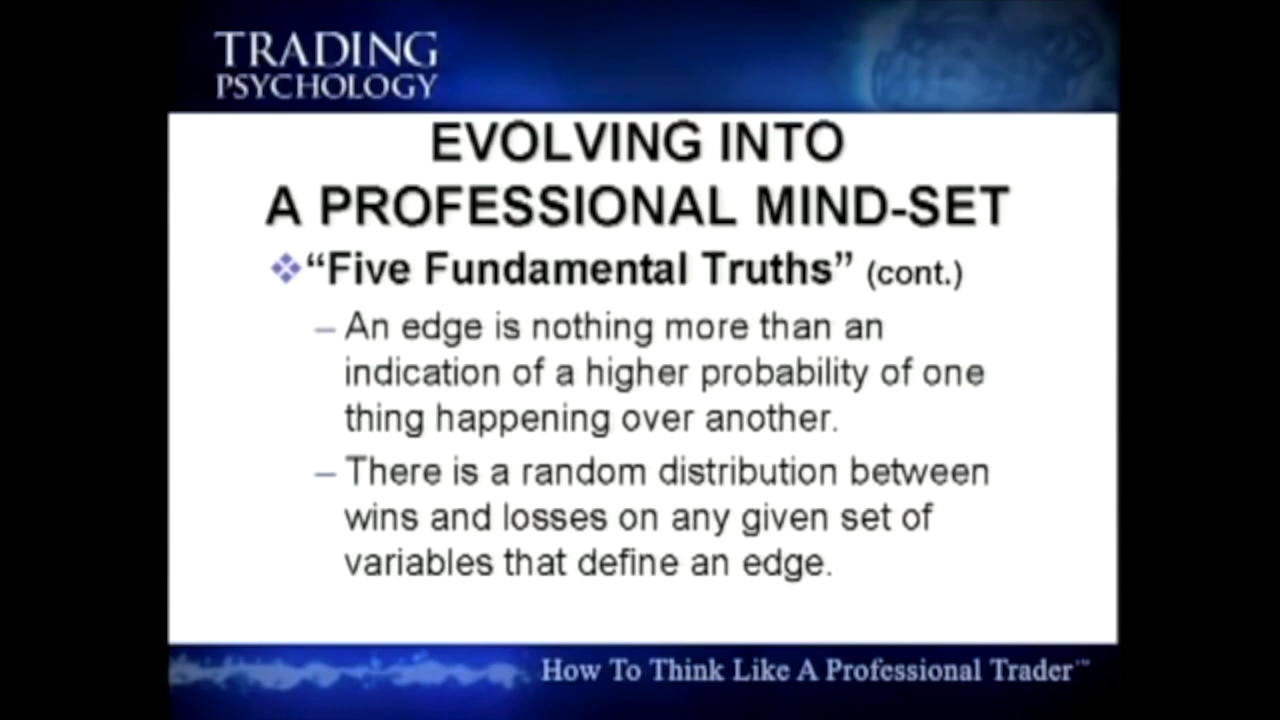 TRADING
PSYCHOLOGY
EVOLVING INTO
A PROFESSIONAL MIND-SET
“Five Fundamental Truths” (cont.)
– An edge is nothing more than an
indication of a higher probability of one
thing happening over another.
– There is a random distribution between
wins and losses on any given set of
variables that define an edge.
How To Think Like A Professional Trader™